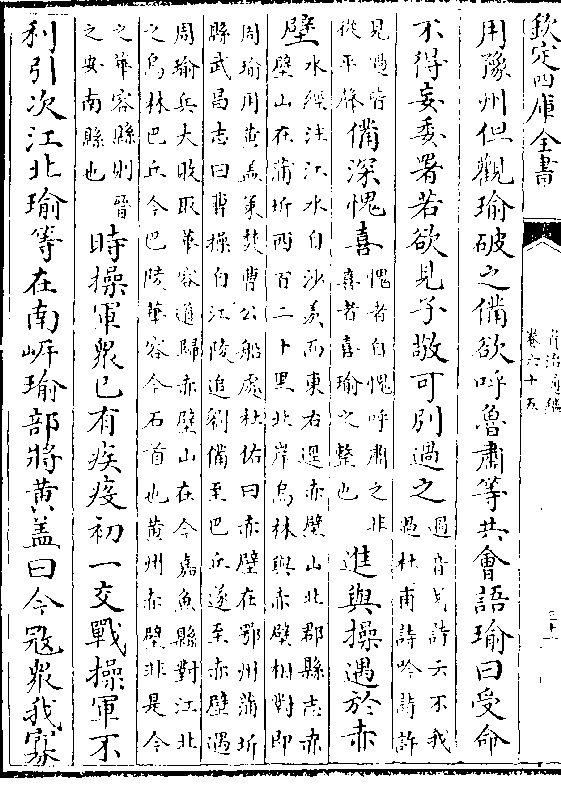 欽定四庫全書
資治通鑑
卷六十五
用豫州但觀瑜破之備欲呼魯肅等共會語瑜曰受命
不得妄委署若欲見子敬可別過之
過音戈詩云不我
過杜甫詩吟詩許
見過皆
從平聲
備深愧喜
愧者自愧呼肅之非
喜者喜瑜之整也
進與操遇於赤
壁
水經注江水自沙羡而東右逕赤壁山北郡縣志赤
壁山在蒲圻西百二十里北岸烏林與赤壁相對即
周瑜用黃盖策焚曹公船處杜佑曰赤壁在鄂州蒲圻
縣武昌志曰曹操自江陵追劉備至巴丘遂至赤壁遇
周瑜兵大敗取華容道歸赤壁山在今嘉魚縣對江北
之烏林巴丘今巴陵華容今石首也黃州赤壁非是今
之華容縣則晉
之安南縣也
時操軍衆已有疾疫初一交戰操軍不
利引次江北瑜等在南岸瑜部將黃盖曰今寇衆我寡